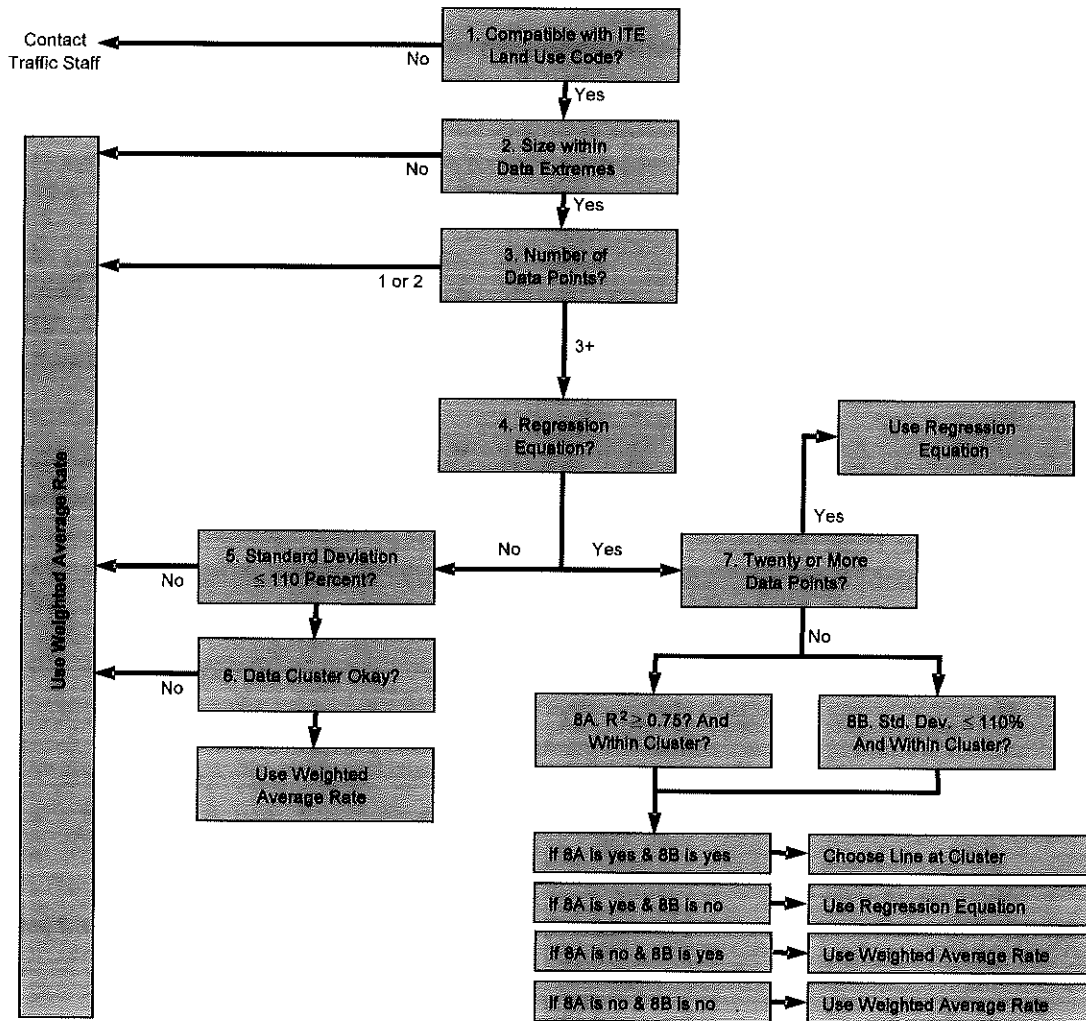 Contact
Traffic Staff
No
1. Compatible with ITE
Land Use Code?
Yes
2. Size within
Data Extremes
No
Yes
3. Number of
Data Points?
1 or 2
3+
4. Regression
Equation?
Use Regression
Equation
Yes
No
Yes
5. Standard Deviation
≤ 110 Percent?
No
7. Twenty or More
Data Points?
No
6. Data Cluster Okay?
No
Use Weighted
Average Rate
Use Weighted Average Rate
8A. R² ≥ 0.75? And
Within Cluster?
8B. Std. Dev. ≤ 110%
And Within Cluster?
If 8A is yes & 8B is yes
Choose Line at Cluster
If 8A is yes & 8B is no
Use Regression Equation
If 8A is no & 8B is yes
Use Weighted Average Rate
If 8A is no & 8B is no
Use Weighted Average Rate